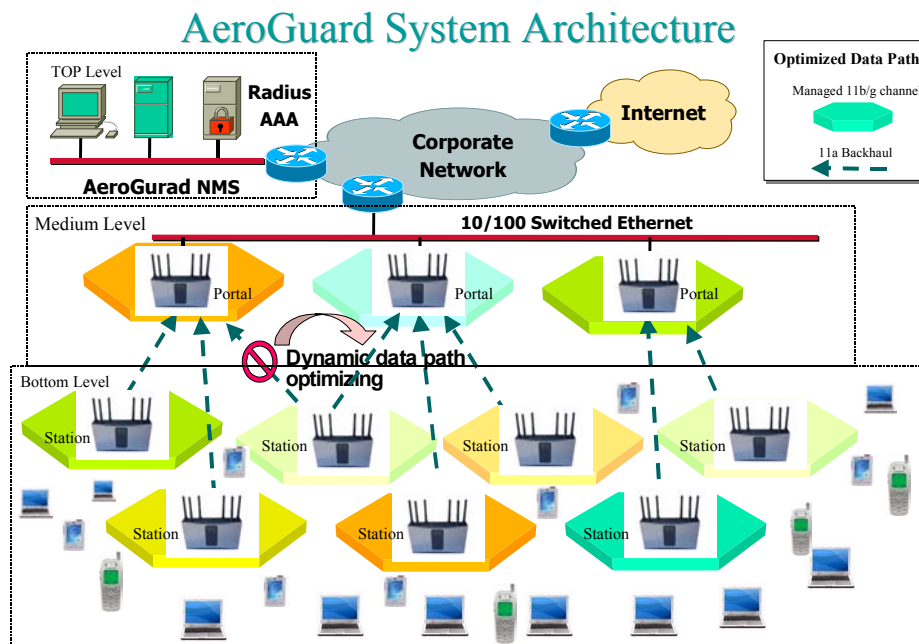 AeroGuard System Architecture
TOP Level
Radius
AAA
AeroGurad NMS
Corporate
Network
Internet
Optimized Data Path
Managed 11b/g channel
11a Backhaul
Medium Level
10/100 Switched Ethernet
Portal
Portal
Portal
Dynamic data path
optimizing
Bottom Level
Station
Station
Station
Station
Station
Station
Station